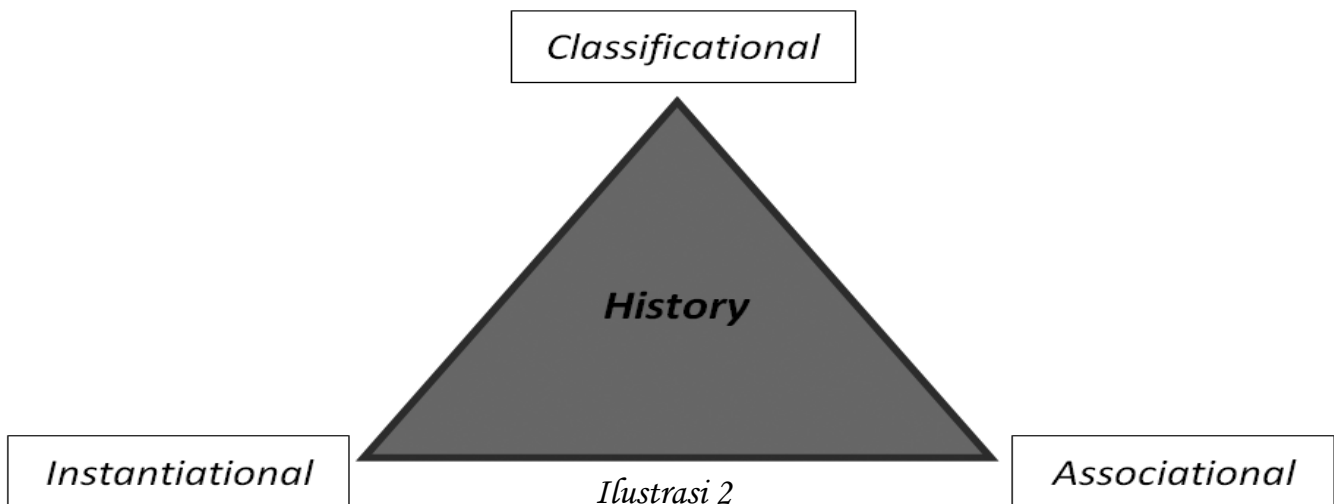 Classificational
History
Instantiational
Associational
Ilustrasi 2